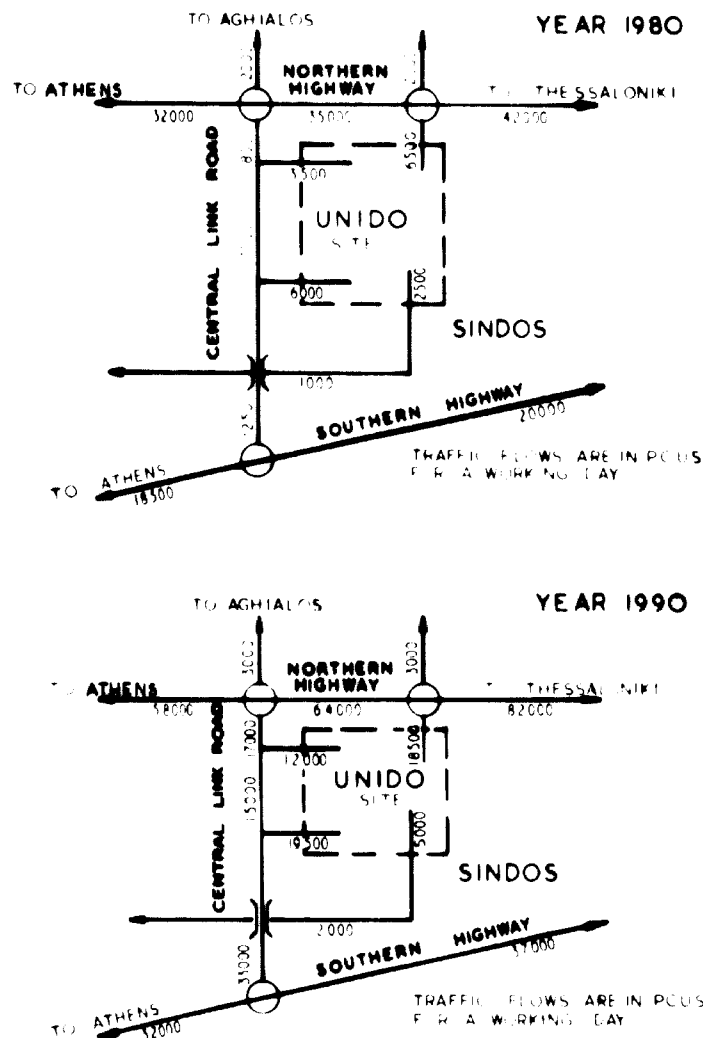 TO AGHIALOS
YEAR 1980
NORTHERN
HIGHWAY
TO ATHENS
THESSALONIKI
32000
35000
42000
6500
3500
CENTRAL LINK ROAD
UNIDO
SITE
6000
2500
SINDOS
1000
SOUTHERN HIGHWAY
20000
TO ATHENS
18500
TRAFFIC FLOWS ARE IN PCUS
FOR A WORKING DAY
TO AGHIALOS
YEAR 1990
3000
3000
NORTHERN
HIGHWAY
TO ATHENS
THESSALONIKI
58000
64000
82000
17000
12000
18500
CENTRAL LINK ROAD
15000
UNIDO
SITE
19500
5000
SINDOS
2000
33000
SOUTHERN HIGHWAY
37000
TO ATHENS
32000
TRAFFIC FLOWS ARE IN PCUS
FOR A WORKING DAY